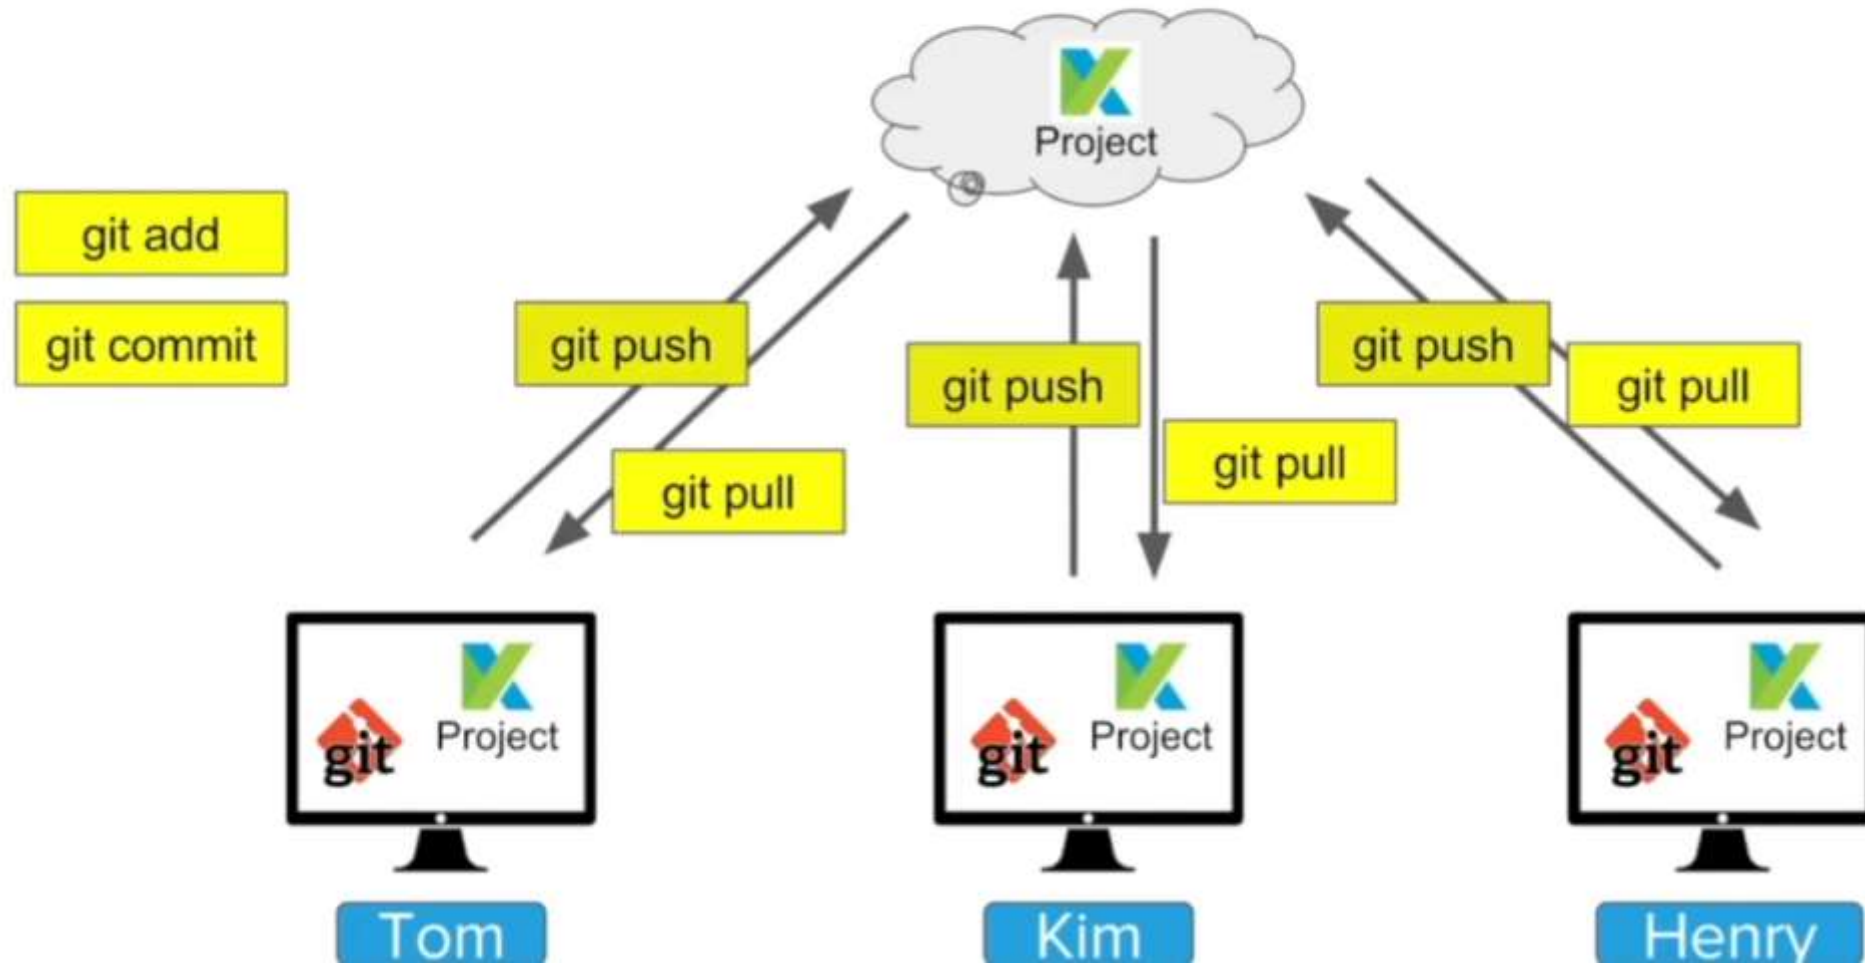 Project
git add
git commit
git push
git pull
git push
git pull
git push
git pull
git
Project
git
Project
git
Project
Tom
Kim
Henry